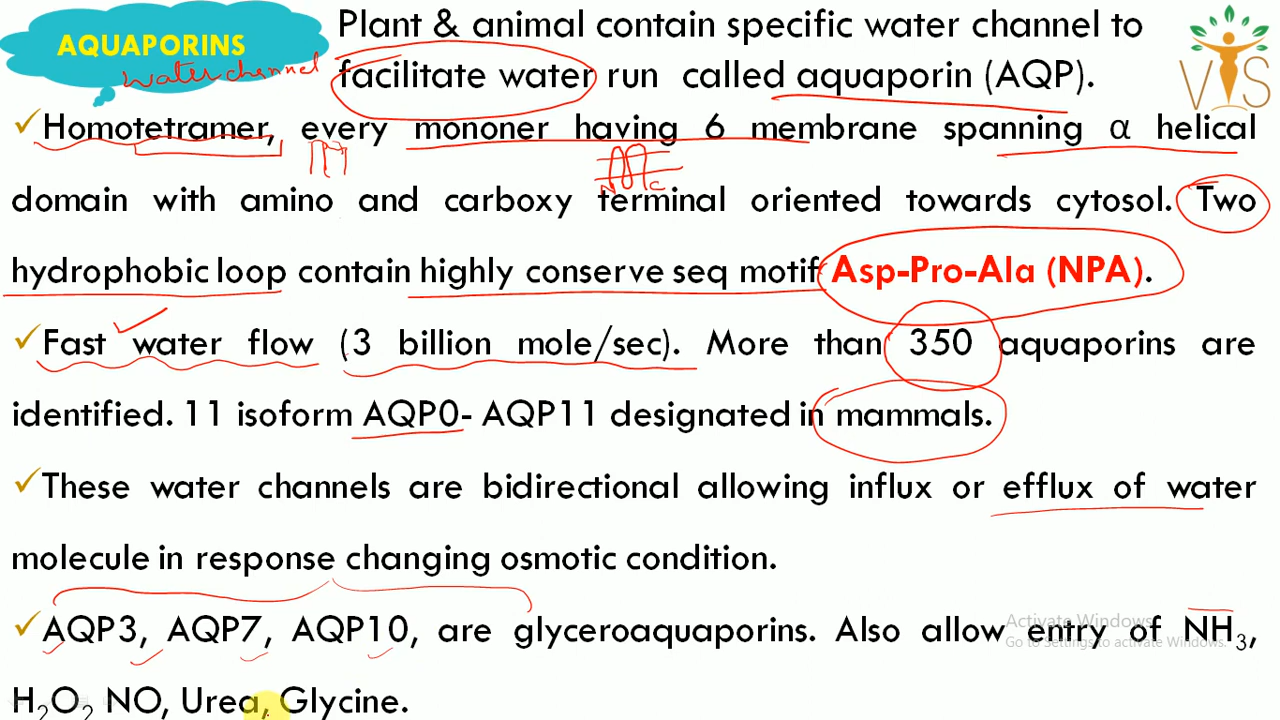 AQUAPORINS
water channel
Plant & animal contain specific water channel to
facilitate water run called aquaporin (AQP).
VIS
✓Homotetramer, every mononer having 6 membrane spanning α helical
domain with amino and carboxy terminal oriented towards cytosol. Two
hydrophobic loop contain highly conserve seq motif Asp-Pro-Ala (NPA).
✓Fast water flow (3 billion mole/sec). More than 350 aquaporins are
identified. 11 isoform AQP0- AQP11 designated in mammals.
✓These water channels are bidirectional allowing influx or efflux of water
molecule in response changing osmotic condition.
✓AQP3, AQP7, AQP10, are glyceroaquaporins. Also allow entry of NH₃,
H₂O₂ NO, Urea, Glycine.
Activate Windows
Go to Settings to activate Windows.